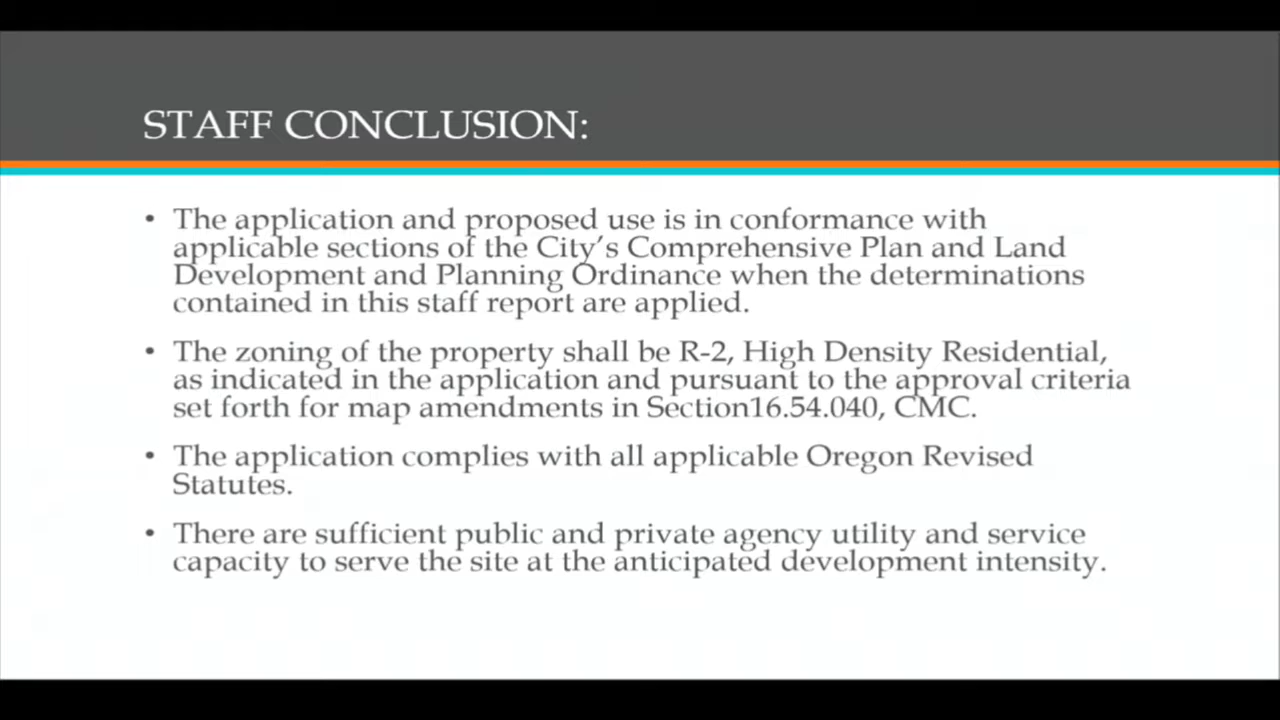 STAFF CONCLUSION:
• The application and proposed use is in conformance with
applicable sections of the City’s Comprehensive Plan and Land
Development and Planning Ordinance when the determinations
contained in this staff report are applied.
• The zoning of the property shall be R-2, High Density Residential,
as indicated in the application and pursuant to the approval criteria
set forth for map amendments in Section16.54.040, CMC.
• The application complies with all applicable Oregon Revised
Statutes.
• There are sufficient public and private agency utility and service
capacity to serve the site at the anticipated development intensity.